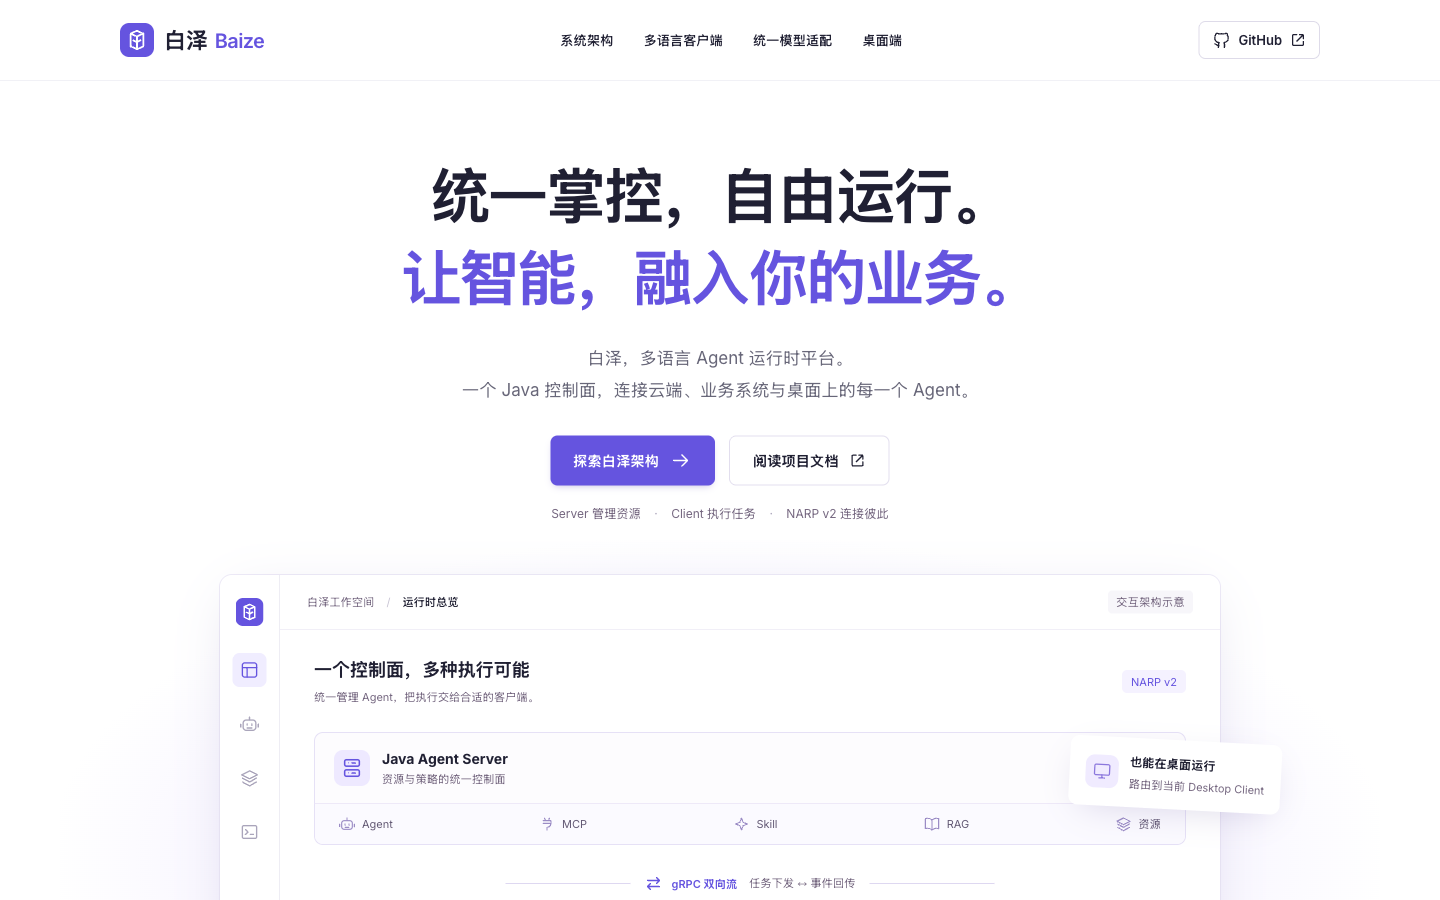 白泽 Baize
系统架构
多语言客户端
统一模型适配
桌面端
GitHub
统一掌控，自由运行。
让智能，融入你的业务。
白泽，多语言 Agent 运行时平台。
一个 Java 控制面，连接云端、业务系统与桌面上的每一个 Agent。
探索白泽架构
阅读项目文档
Server 管理资源 · Client 执行任务 · NARP v2 连接彼此
白泽工作空间 / 运行时总览
交互架构示意
一个控制面，多种执行可能
统一管理 Agent，把执行交给合适的客户端。
NARP v2
Java Agent Server
资源与策略的统一控制面
也能在桌面运行
路由到当前 Desktop Client
Agent
MCP
Skill
RAG
资源
gRPC 双向流 任务下发 ↔ 事件回传